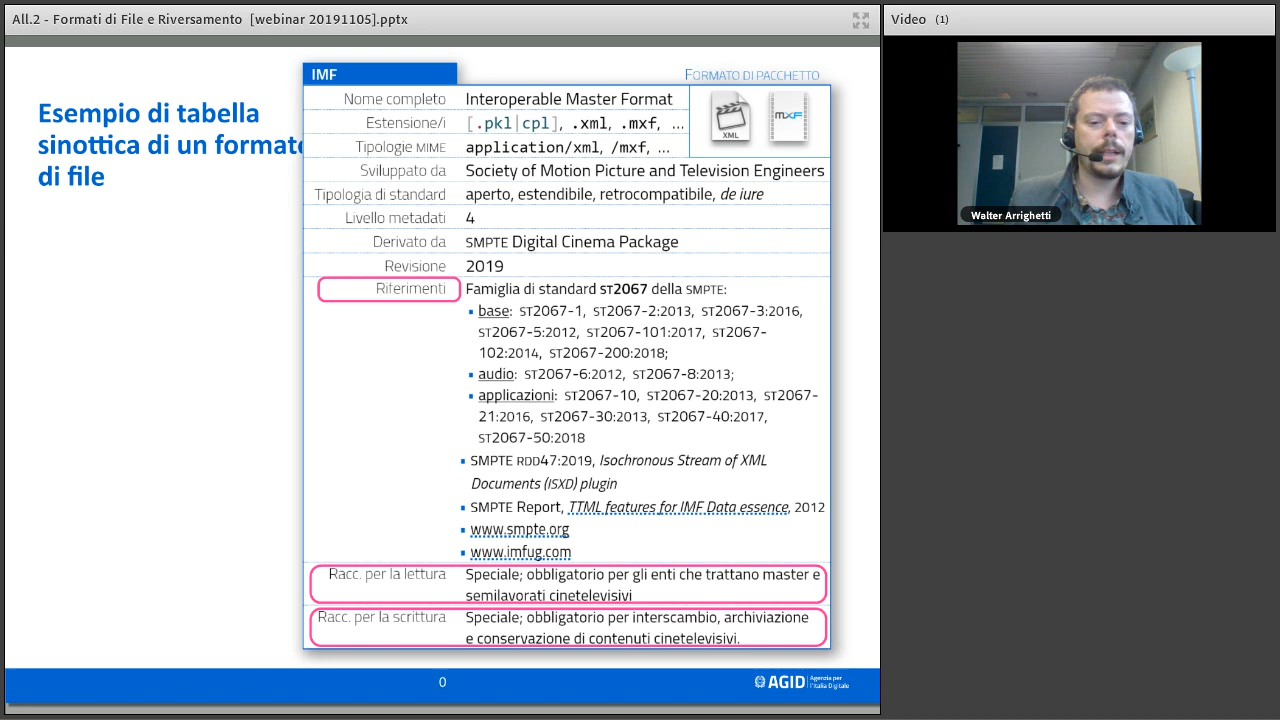 All.2 - Formati di File e Riversamento [webinar 20191105].pptx
Video (1)
Esempio di tabella
sinottica di un formato
di file
IMF
FORMATO DI PACCHETTO
Nome completo Interoperable Master Format
Estensione/i [.pkl|cpl], .xml, .mxf, ...
Tipologie MIME application/xml, /mxf, ...
XML
MXF
Sviluppato da Society of Motion Picture and Television Engineers
Tipologia di standard aperto, estendibile, retrocompatibile, de iure
Livello metadati 4
Derivato da SMPTE Digital Cinema Package
Revisione 2019
Riferimenti Famiglia di standard ST2067 della SMPTE:
▪ base: ST2067-1, ST2067-2:2013, ST2067-3:2016,
ST2067-5:2012, ST2067-101:2017, ST2067-
102:2014, ST2067-200:2018;
▪ audio: ST2067-6:2012, ST2067-8:2013;
▪ applicazioni: ST2067-10, ST2067-20:2013, ST2067-
21:2016, ST2067-30:2013, ST2067-40:2017,
ST2067-50:2018
▪ SMPTE RDD47:2019, Isochronous Stream of XML
Documents (ISXD) plugin
▪ SMPTE Report, TTML features for IMF Data essence, 2012
▪ www.smpte.org
▪ www.imfug.com
Racc. per la lettura Speciale; obbligatorio per gli enti che trattano master e
semilavorati cinetelevisivi
Racc. per la scrittura Speciale; obbligatorio per interscambio, archiviazione
e conservazione di contenuti cinetelevisivi.
0
AGID Agenzia per
l'Italia Digitale
Walter Arrighetti